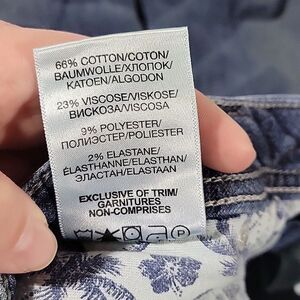 66% COTTON/COTON/
BAUMWOLLE/ХЛОПОК/
KATOEN/ALGODON
23% VISCOSE/VISKOSE/
ВИСКОЗА/VISCOSA
9% POLYESTER/
ПОЛИЭСТЕР/POLIESTER
2% ELASTANE/
ÉLASTHANNE/ELASTHAN/
ЭЛАСТАН/ELASTAAN
EXCLUSIVE OF TRIM/
GARNITURES
NON-COMPRISES
P